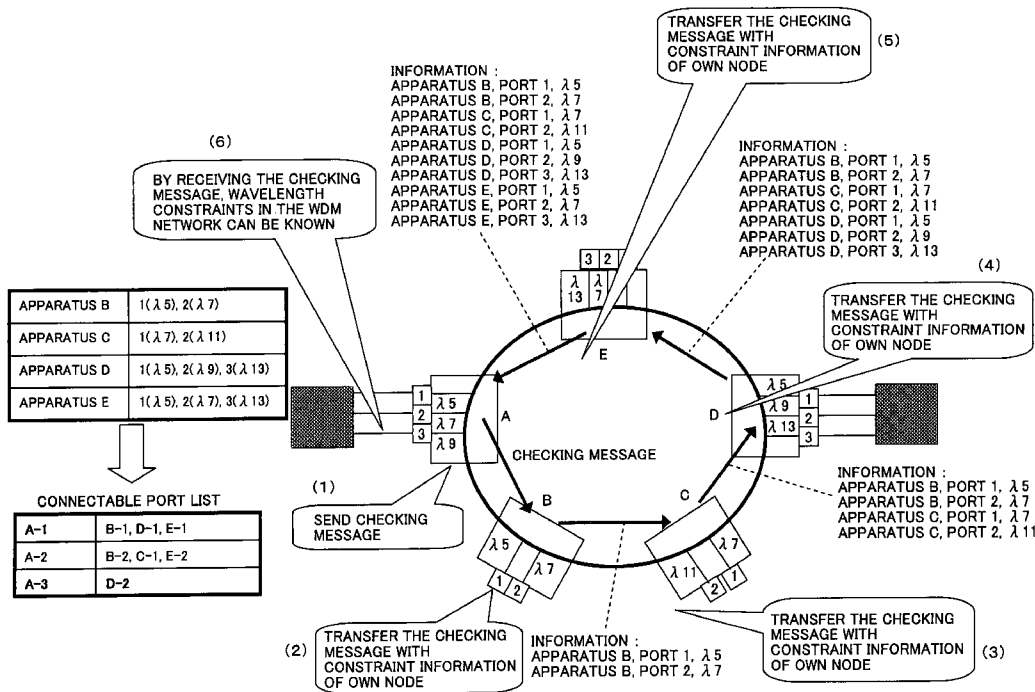 TRANSFER THE CHECKING
MESSAGE WITH
CONSTRAINT INFORMATION
OF OWN NODE
(5)
INFORMATION :
APPARATUS B, PORT 1, λ5
APPARATUS B, PORT 2, λ7
APPARATUS C, PORT 1, λ7
APPARATUS C, PORT 2, λ11
APPARATUS D, PORT 1, λ5
APPARATUS D, PORT 2, λ9
APPARATUS D, PORT 3, λ13
APPARATUS E, PORT 1, λ5
APPARATUS E, PORT 2, λ7
APPARATUS E, PORT 3, λ13
(6)
BY RECEIVING THE CHECKING
MESSAGE, WAVELENGTH
CONSTRAINTS IN THE WDM
NETWORK CAN BE KNOWN
INFORMATION :
APPARATUS B, PORT 1, λ5
APPARATUS B, PORT 2, λ7
APPARATUS C, PORT 1, λ7
APPARATUS C, PORT 2, λ11
APPARATUS D, PORT 1, λ5
APPARATUS D, PORT 2, λ9
APPARATUS D, PORT 3, λ13
(4)
TRANSFER THE CHECKING
MESSAGE WITH
CONSTRAINT INFORMATION
OF OWN NODE
3 2
λ13 λ7
E
APPARATUS B 1(λ5), 2(λ7)
APPARATUS C 1(λ7), 2(λ11)
APPARATUS D 1(λ5), 2(λ9), 3(λ13)
APPARATUS E 1(λ5), 2(λ7), 3(λ13)
1 λ5
2 λ7
3 λ9
A
D
λ5 1
λ9 2
λ13 3
CHECKING MESSAGE
CONNECTABLE PORT LIST
A-1 B-1, D-1, E-1
A-2 B-2, C-1, E-2
A-3 D-2
(1)
SEND CHECKING
MESSAGE
B
λ5 λ7
1 2
C
λ11 λ7
2 1
INFORMATION :
APPARATUS B, PORT 1, λ5
APPARATUS B, PORT 2, λ7
APPARATUS C, PORT 1, λ7
APPARATUS C, PORT 2, λ11
(2)
TRANSFER THE CHECKING
MESSAGE WITH
CONSTRAINT INFORMATION
OF OWN NODE
INFORMATION :
APPARATUS B, PORT 1, λ5
APPARATUS B, PORT 2, λ7
TRANSFER THE CHECKING
MESSAGE WITH
CONSTRAINT INFORMATION
OF OWN NODE
(3)